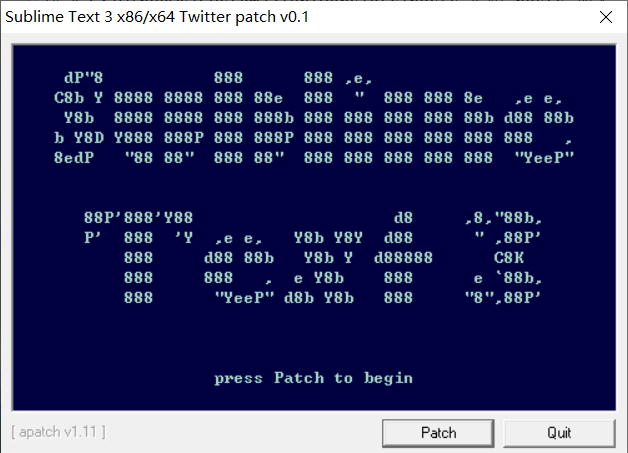 Sublime Text 3 x86/x64 Twitter patch v0.1
dP"8           888      888 ,e,
C8b Y 8888 8888 888 88e  888  "  888 888 8e   ,e e,
Y8b  8888 8888 888 888b 888 888 888 888 88b d88 88b
b Y8D Y888 888P 888 888P 888 888 888 888 888 888   ,
8edP   "88 88"  888 88"  888 888 888 888 888  "YeeP"
88P'888'Y88                    d8     ,8,"88b,
P'  888  'Y  ,e e,   Y8b Y8Y  d88      " ,88P'
888     d88 88b   Y8b Y  d88888      C8K
888     888   ,  e Y8b    888      e `88b,
888      "YeeP" d8b Y8b   888     "8",88P'
press Patch to begin
[ apatch v1.11 ]
Patch
Quit